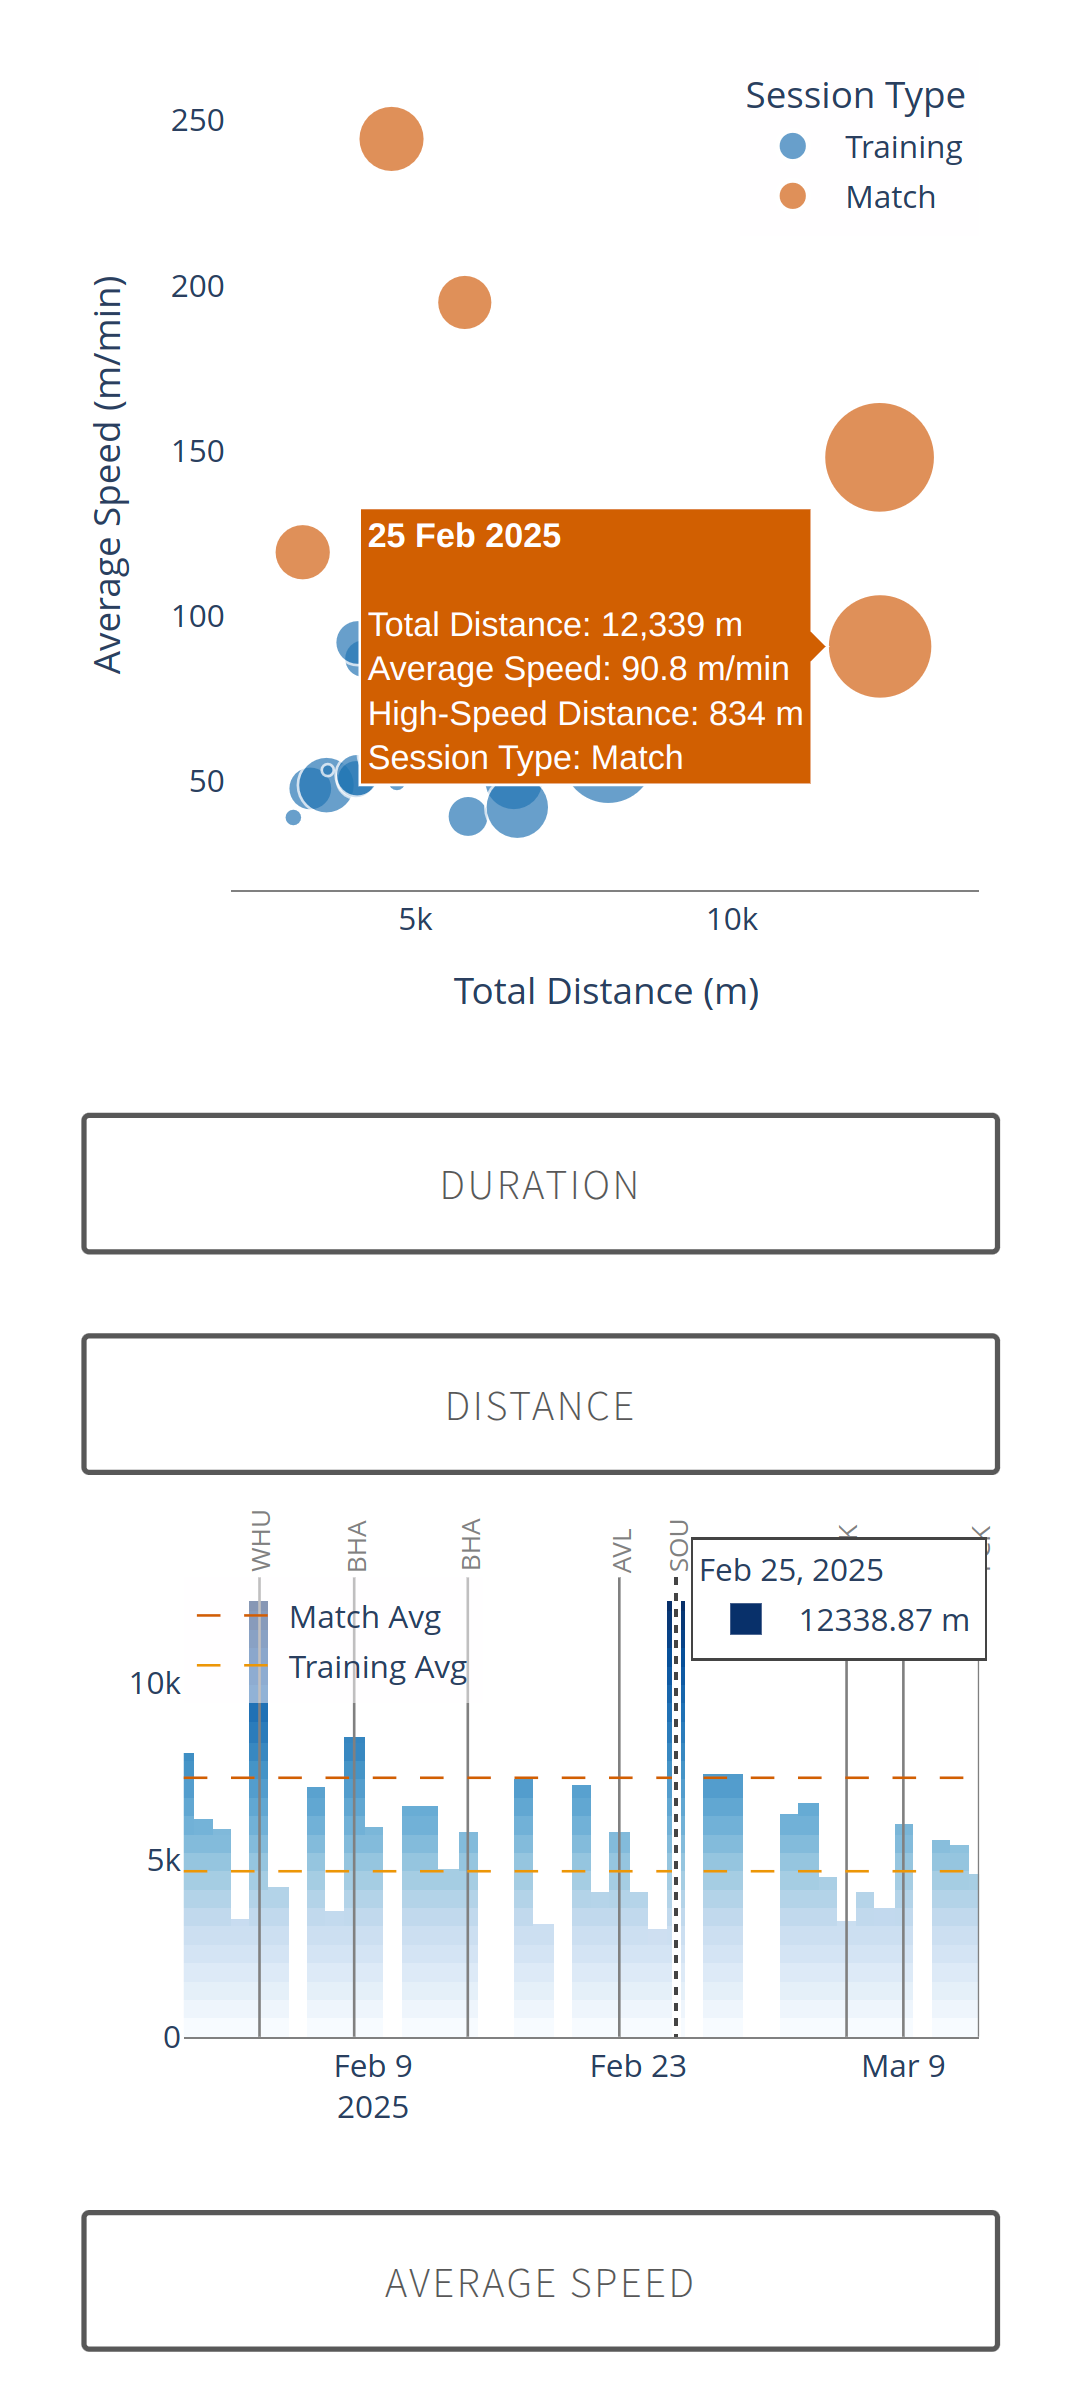 Session Type
Training
Match
250
200
150
100
50
Average Speed (m/min)
25 Feb 2025
Total Distance: 12,339 m
Average Speed: 90.8 m/min
High-Speed Distance: 834 m
Session Type: Match
5k
10k
Total Distance (m)
DURATION
DISTANCE
WHU
BHA
BHA
AVL
SOU
K
Feb 25, 2025
12338.87 m
Match Avg
Training Avg
10k
5k
0
Feb 9
2025
Feb 23
Mar 9
AVERAGE SPEED